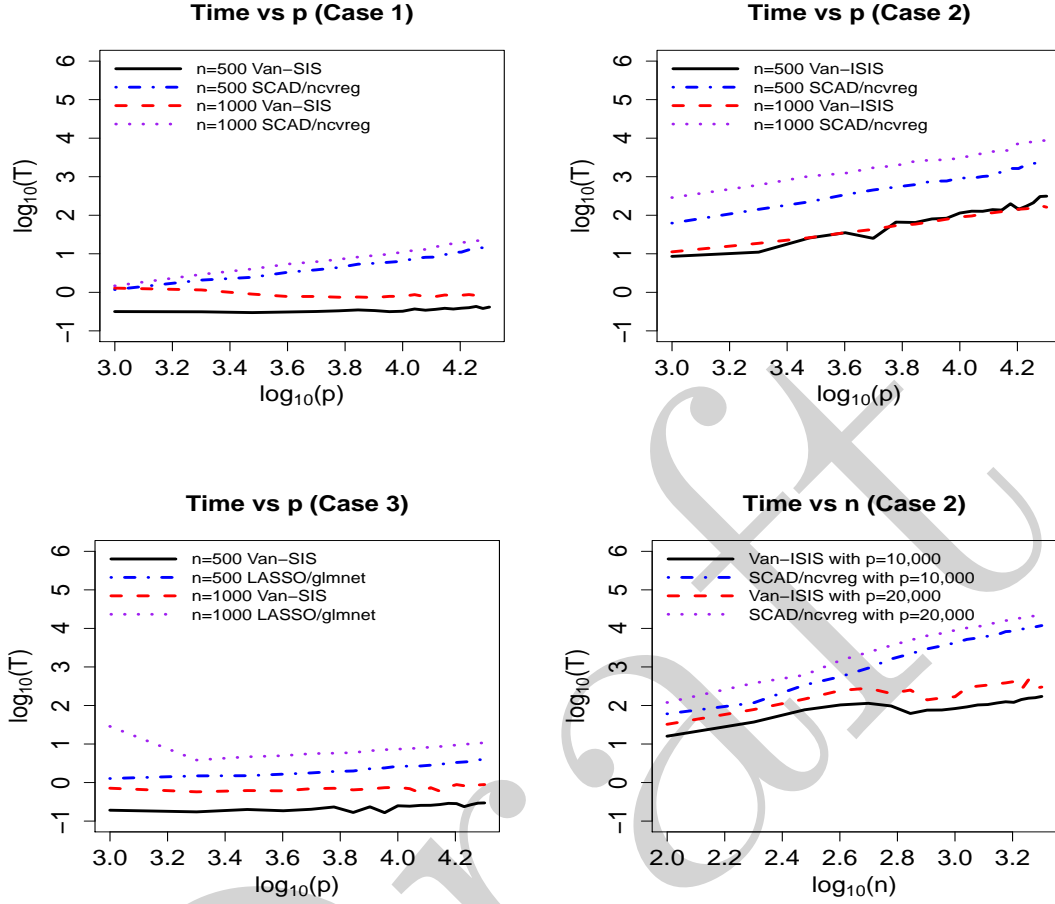 Time vs p (Case 1)
6
5
4
3
2
1
0
−1
log10(T)
n=500 Van−SIS
n=500 SCAD/ncvreg
n=1000 Van−SIS
n=1000 SCAD/ncvreg
3.0 3.2 3.4 3.6 3.8 4.0 4.2
log10(p)
Time vs p (Case 2)
6
5
4
3
2
1
0
−1
log10(T)
n=500 Van−ISIS
n=500 SCAD/ncvreg
n=1000 Van−ISIS
n=1000 SCAD/ncvreg
3.0 3.2 3.4 3.6 3.8 4.0 4.2
log10(p)
Time vs p (Case 3)
6
5
4
3
2
1
0
−1
log10(T)
n=500 Van−SIS
n=500 LASSO/glmnet
n=1000 Van−SIS
n=1000 LASSO/glmnet
3.0 3.2 3.4 3.6 3.8 4.0 4.2
log10(p)
Time vs n (Case 2)
6
5
4
3
2
1
0
−1
log10(T)
Van−ISIS with p=10,000
SCAD/ncvreg with p=10,000
Van−ISIS with p=20,000
SCAD/ncvreg with p=20,000
2.0 2.2 2.4 2.6 2.8 3.0 3.2
log10(n)
raft